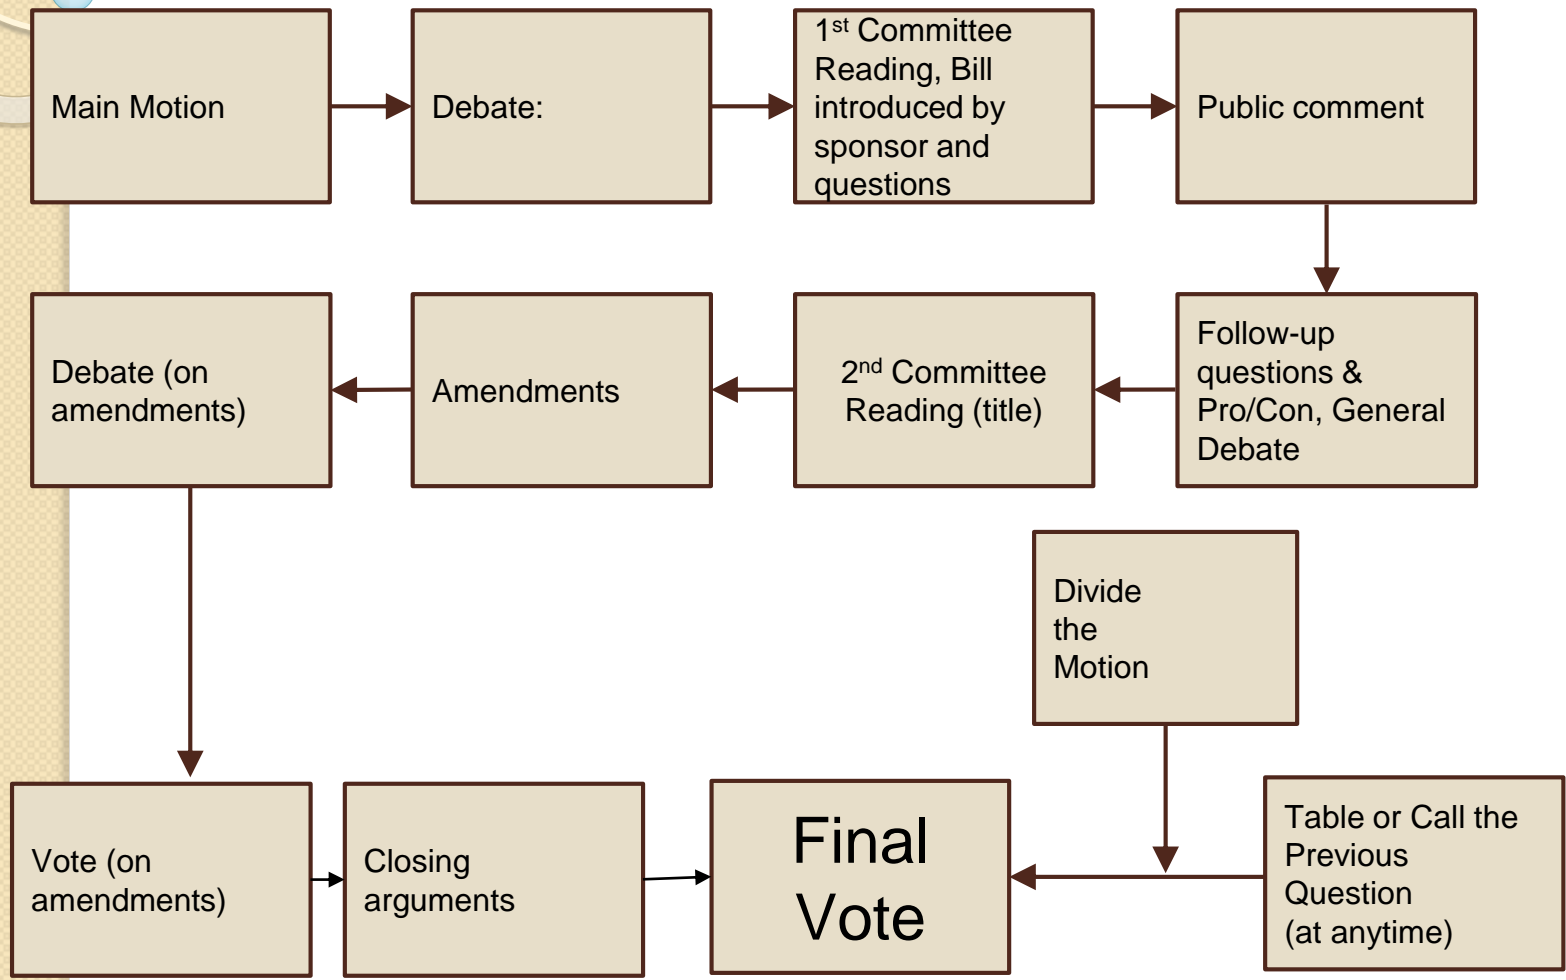 Main Motion
Debate:
1st Committee
Reading, Bill
introduced by
sponsor and
questions
Public comment
Follow-up
questions &
Pro/Con, General
Debate
2nd Committee
Reading (title)
Amendments
Debate (on
amendments)
Vote (on
amendments)
Closing
arguments
Final
Vote
Divide
the
Motion
Table or Call the
Previous
Question
(at anytime)